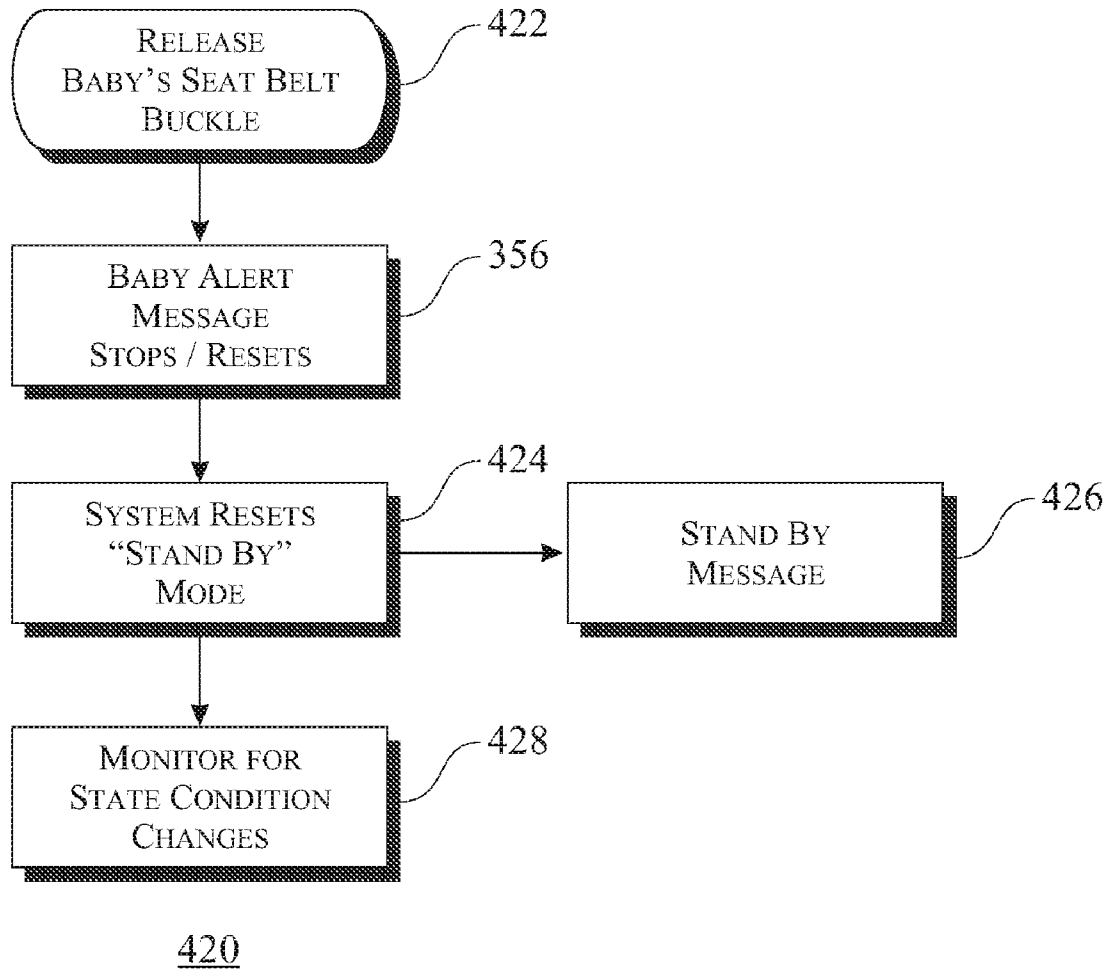 RELEASE
BABY'S SEAT BELT
BUCKLE
422
BABY ALERT
MESSAGE
STOPS / RESETS
356
SYSTEM RESETS
“STAND BY”
MODE
424
STAND BY
MESSAGE
426
MONITOR FOR
STATE CONDITION
CHANGES
428
420